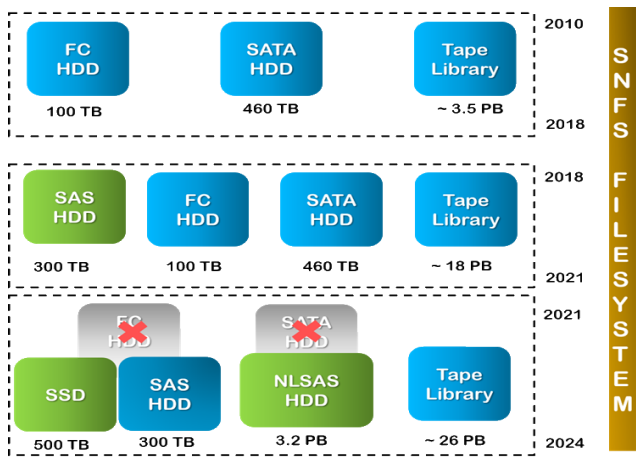 2010
FC
HDD
SATA
HDD
Tape
Library
100 TB
460 TB
~ 3.5 PB
2018
2018
SAS
HDD
FC
HDD
SATA
HDD
Tape
Library
300 TB
100 TB
460 TB
~ 18 PB
2021
2021
FC
HDD
SATA
HDD
SSD
SAS
HDD
NLSAS
HDD
Tape
Library
500 TB
300 TB
3.2 PB
~ 26 PB
2024
SNFS FILESYSTEM